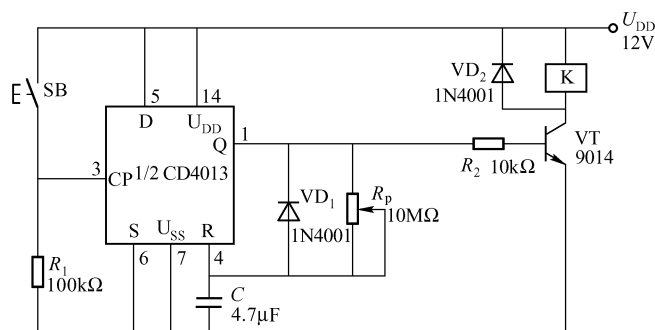 U_DD
12V
SB
VD₂
1N4001
K
5
14
D
U_DD
Q
1
VT
9014
3
CP
1/2 CD4013
R₂
10kΩ
VD₁
1N4001
R_p
10MΩ
S
U_SS
R
6
7
4
R₁
100kΩ
C
4.7μF